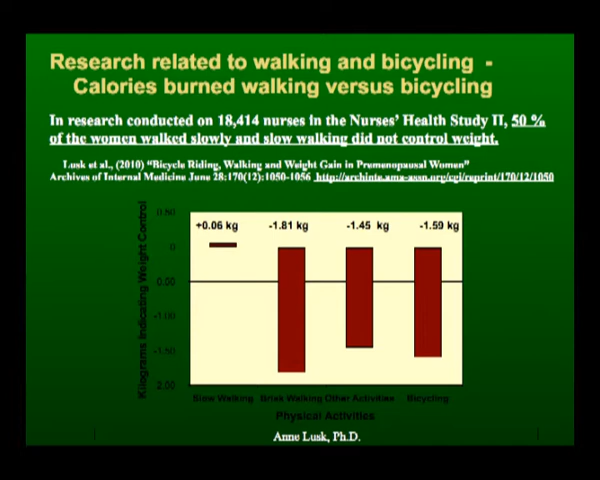 Research related to walking and bicycling -
Calories burned walking versus bicycling
In research conducted on 18,414 nurses in the Nurses' Health Study II, 50 %
of the women walked slowly and slow walking did not control weight.
Lusk et al., (2010) "Bicycle Riding, Walking and Weight Gain in Premenopausal Women"
Archives of Internal Medicine June 28:170(12):1050-1056 http://archinte.ama-assn.org/cgi/reprint/170/12/1050
+0.06 kg -1.81 kg -1.45 kg -1.59 kg
Kilograms Indicating Weight Control
0.50
0
0.00
-1.00
-1.50
2.00
Slow Walking Brisk Walking Other Activities Bicycling
Physical Activities
Anne Lusk, Ph.D.